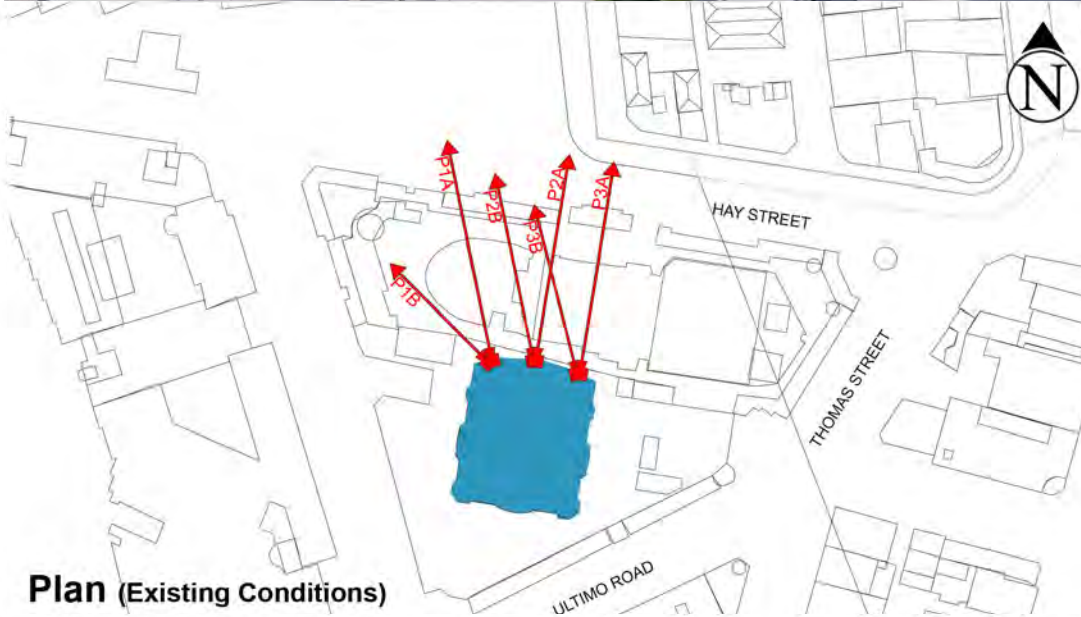 N
P1A
P2B
P2A
P3A
P3B
P1B
HAY STREET
THOMAS STREET
ULTIMO ROAD
Plan (Existing Conditions)